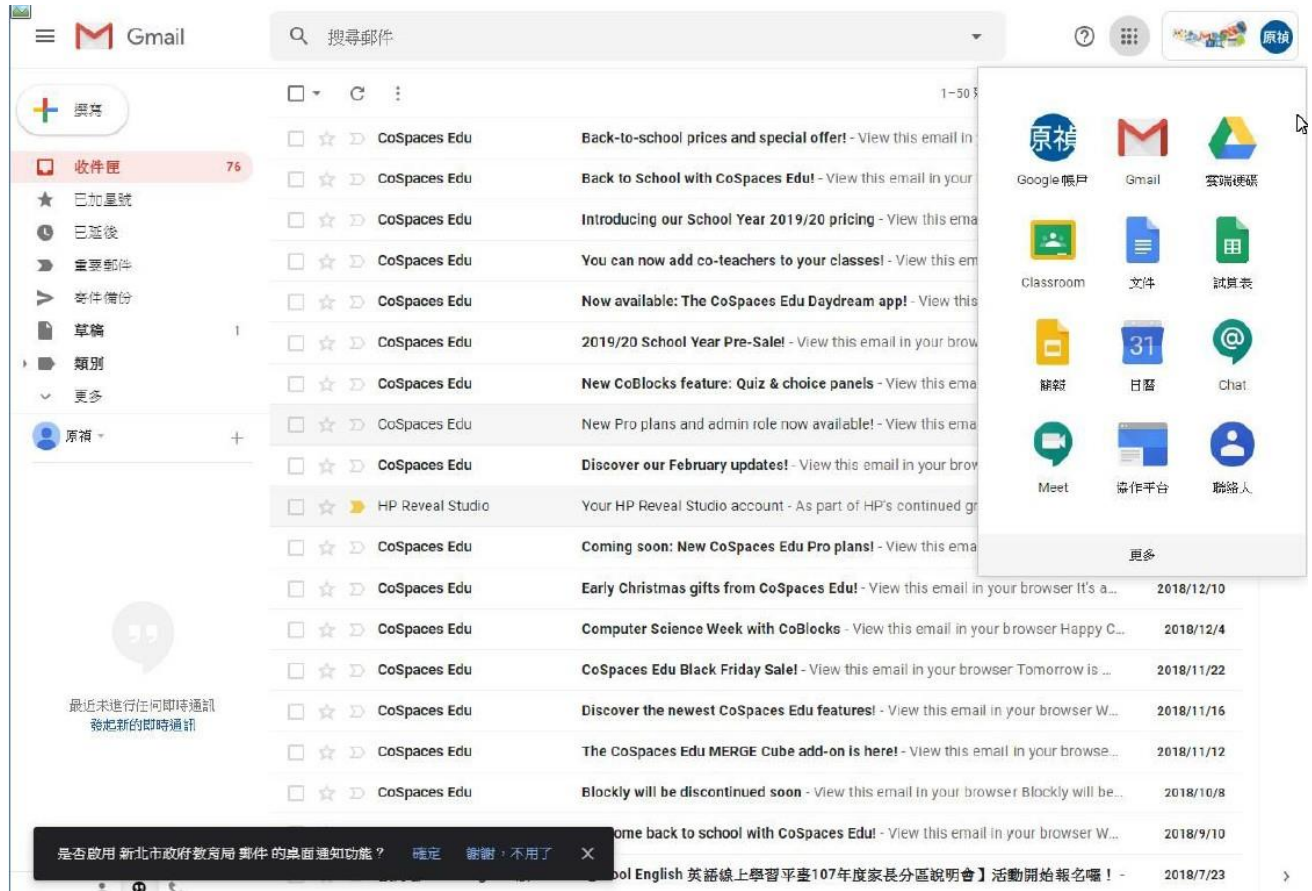 Gmail
搜尋郵件
原禎
撰寫
1-50
收件匣 76
已加星號
已延後
重要郵件
寄件備份
草稿 1
類別
更多
原禎
最近未進行任何即時通訊
發起新的即時通訊
CoSpaces Edu Back-to-school prices and special offer! - View this email in
CoSpaces Edu Back to School with CoSpaces Edu! - View this email in your
CoSpaces Edu Introducing our School Year 2019/20 pricing - View this ema
CoSpaces Edu You can now add co-teachers to your classes! - View this em
CoSpaces Edu Now available: The CoSpaces Edu Daydream app! - View this
CoSpaces Edu 2019/20 School Year Pre-Sale! - View this email in your brow
CoSpaces Edu New CoBlocks feature: Quiz & choice panels - View this ema
CoSpaces Edu New Pro plans and admin role now available! - View this ema
CoSpaces Edu Discover our February updates! - View this email in your brow
HP Reveal Studio Your HP Reveal Studio account - As part of HP's continued gr
CoSpaces Edu Coming soon: New CoSpaces Edu Pro plans! - View this ema
CoSpaces Edu Early Christmas gifts from CoSpaces Edu! - View this email in your browser It's a... 2018/12/10
CoSpaces Edu Computer Science Week with CoBlocks - View this email in your browser Happy C... 2018/12/4
CoSpaces Edu CoSpaces Edu Black Friday Sale! - View this email in your browser Tomorrow is ... 2018/11/22
CoSpaces Edu Discover the newest CoSpaces Edu features! - View this email in your browser W... 2018/11/16
CoSpaces Edu The CoSpaces Edu MERGE Cube add-on is here! - View this email in your browse... 2018/11/12
CoSpaces Edu Blockly will be discontinued soon - View this email in your browser Blockly will be... 2018/10/8
ome back to school with CoSpaces Edu! - View this email in your browser W... 2018/9/10
ol English 英語線上學習平臺107年度家長分區說明會】活動開始報名囉！ - 2018/7/23
原禎
Google 帳戶 Gmail 雲端硬碟
Classroom 文件 試算表
31
簡報 日曆 Chat
Meet 協作平台 聯絡人
更多
是否啟用 新北市政府教育局 郵件 的桌面通知功能？ 確定 謝謝，不用了